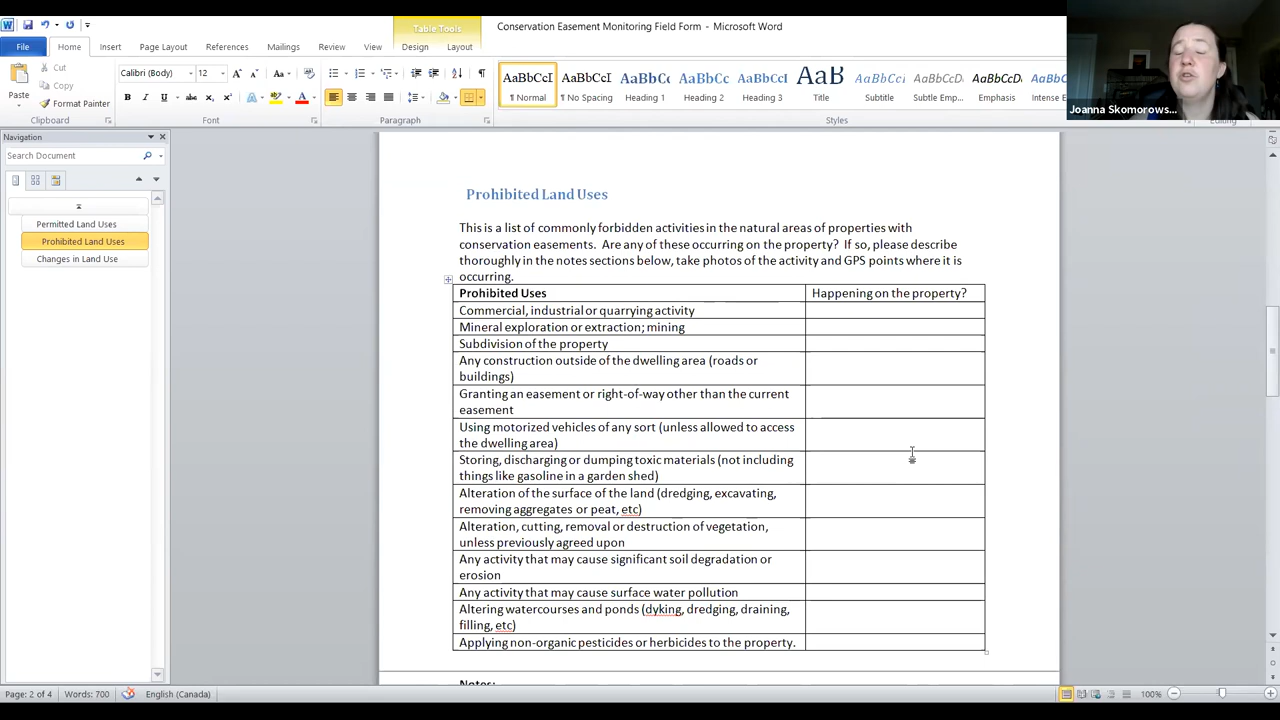 Table Tools
Conservation Easement Monitoring Field Form - Microsoft Word
File Home Insert Page Layout References Mailings Review View Design Layout
Cut
Copy
Paste
Format Painter
Calibri (Body) 12
AaBbCcI AaBbCcI AaBbCc AaBbCc AaBbCcI AaB AaBbCcI AaBbCcI AaBbCcI
¶ Normal ¶ No Spacing Heading 1 Heading 2 Heading 3 Title Subtitle Subtle Emp... Emphasis Intense E
Clipboard Font Paragraph Styles Editing
Joanna Skomorows...
Navigation
Search Document
Permitted Land Uses
Prohibited Land Uses
Changes in Land Use
Prohibited Land Uses
This is a list of commonly forbidden activities in the natural areas of properties with
conservation easements. Are any of these occurring on the property? If so, please describe
thoroughly in the notes sections below, take photos of the activity and GPS points where it is
occurring.
Prohibited Uses Happening on the property?
Commercial, industrial or quarrying activity
Mineral exploration or extraction; mining
Subdivision of the property
Any construction outside of the dwelling area (roads or
buildings)
Granting an easement or right-of-way other than the current
easement
Using motorized vehicles of any sort (unless allowed to access
the dwelling area)
Storing, discharging or dumping toxic materials (not including
things like gasoline in a garden shed)
Alteration of the surface of the land (dredging, excavating,
removing aggregates or peat, etc)
Alteration, cutting, removal or destruction of vegetation,
unless previously agreed upon
Any activity that may cause significant soil degradation or
erosion
Any activity that may cause surface water pollution
Altering watercourses and ponds (dyking, dredging, draining,
filling, etc)
Applying non-organic pesticides or herbicides to the property.
Notes:
Page: 2 of 4 Words: 700 English (Canada) 100%